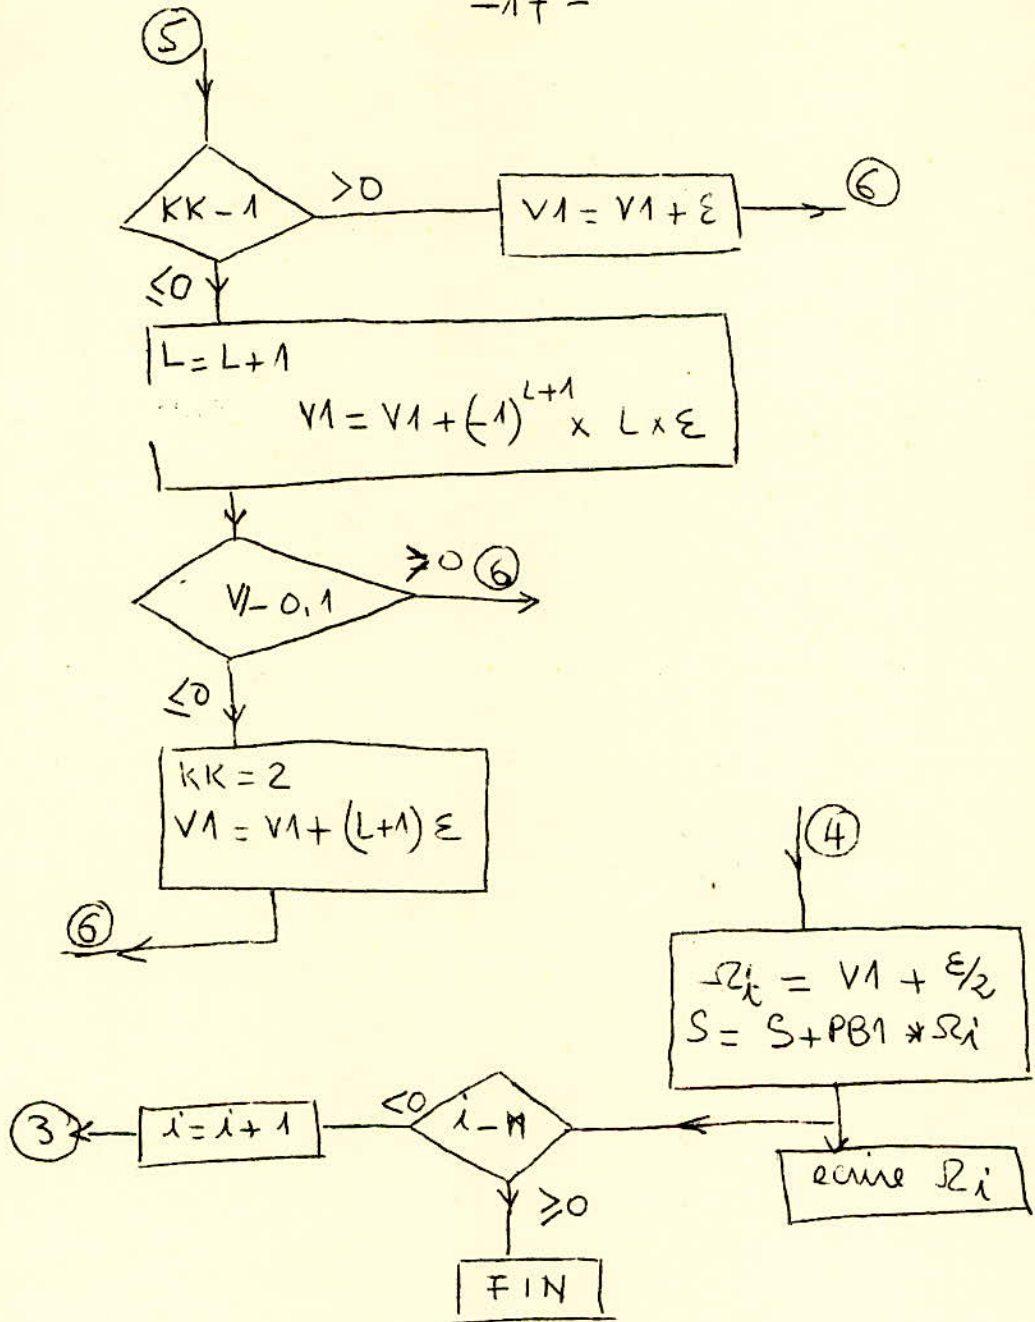 -17-
5
KK-1
>0
V1 = V1 + ε
6
≤0
L = L+1
V1 = V1 + (-1)^{L+1} × L × ε
V1-0,1
≥0 6
≤0
KK = 2
V1 = V1 + (L+1) ε
6
4
Ωi = V1 + ε/2
S = S+PB1 * Ωi
3
i = i+1
<0
ecrire Ωi
≥0
FIN